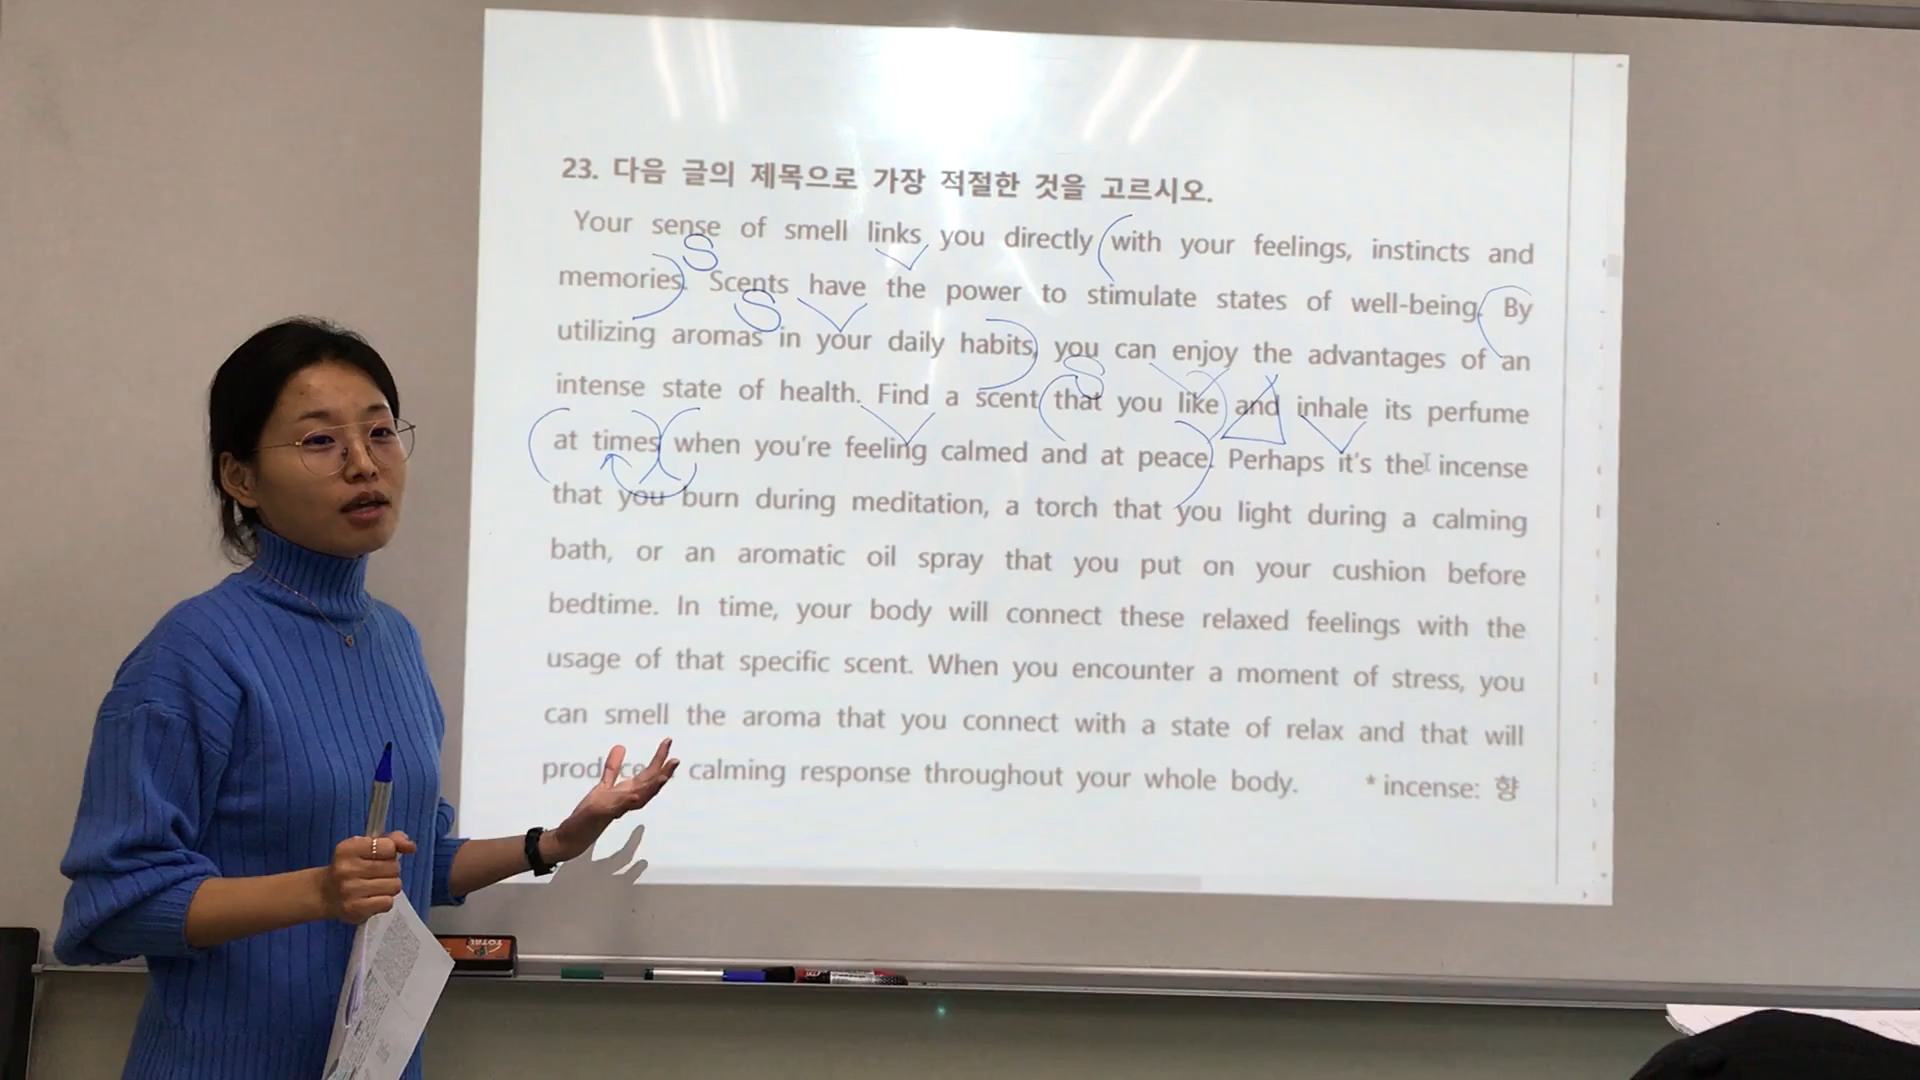 23. 다음 글의 제목으로 가장 적절한 것을 고르시오.
Your sense of smell links you directly with your feelings, instincts and
memories. Scents have the power to stimulate states of well-being. By
utilizing aromas in your daily habits, you can enjoy the advantages of an
intense state of health. Find a scent that you like and inhale its perfume
at times when you're feeling calmed and at peace. Perhaps it's the incense
that you burn during meditation, a torch that you light during a calming
bath, or an aromatic oil spray that you put on your cushion before
bedtime. In time, your body will connect these relaxed feelings with the
usage of that specific scent. When you encounter a moment of stress, you
can smell the aroma that you connect with a state of relax and that will
calming response throughout your whole body. * incense: 향
S
S
S
TOTAL